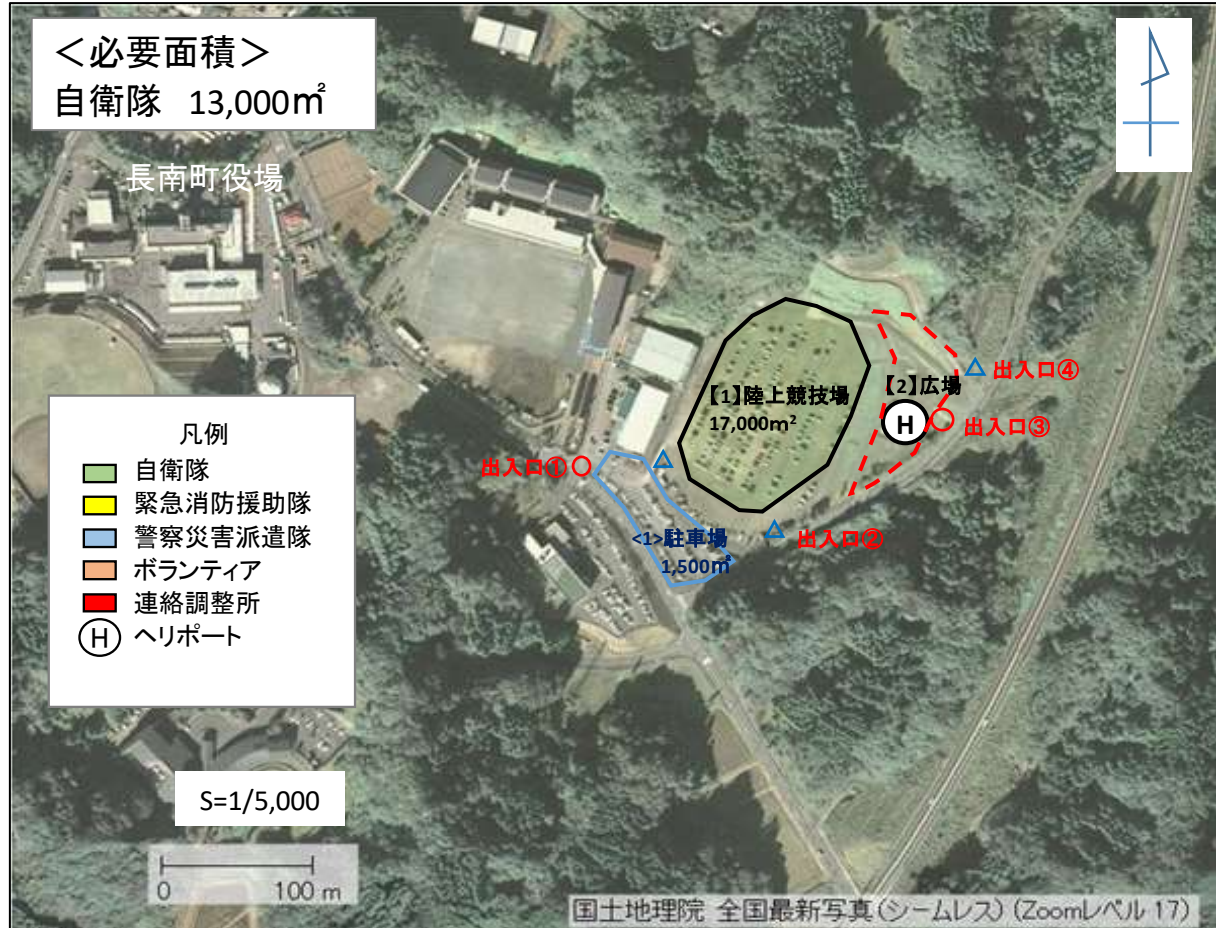 ＜必要面積＞
自衛隊 13,000㎡
長南町役場
【1】陸上競技場
17,000m²
【2】広場
H
出入口④
出入口③
出入口①
出入口②
<1>駐車場
1,500㎡
凡例
自衛隊
緊急消防援助隊
警察災害派遣隊
ボランティア
連絡調整所
H ヘリポート
S=1/5,000
0 100 m
国土地理院 全国最新写真(シームレス) (Zoomレベル 17)